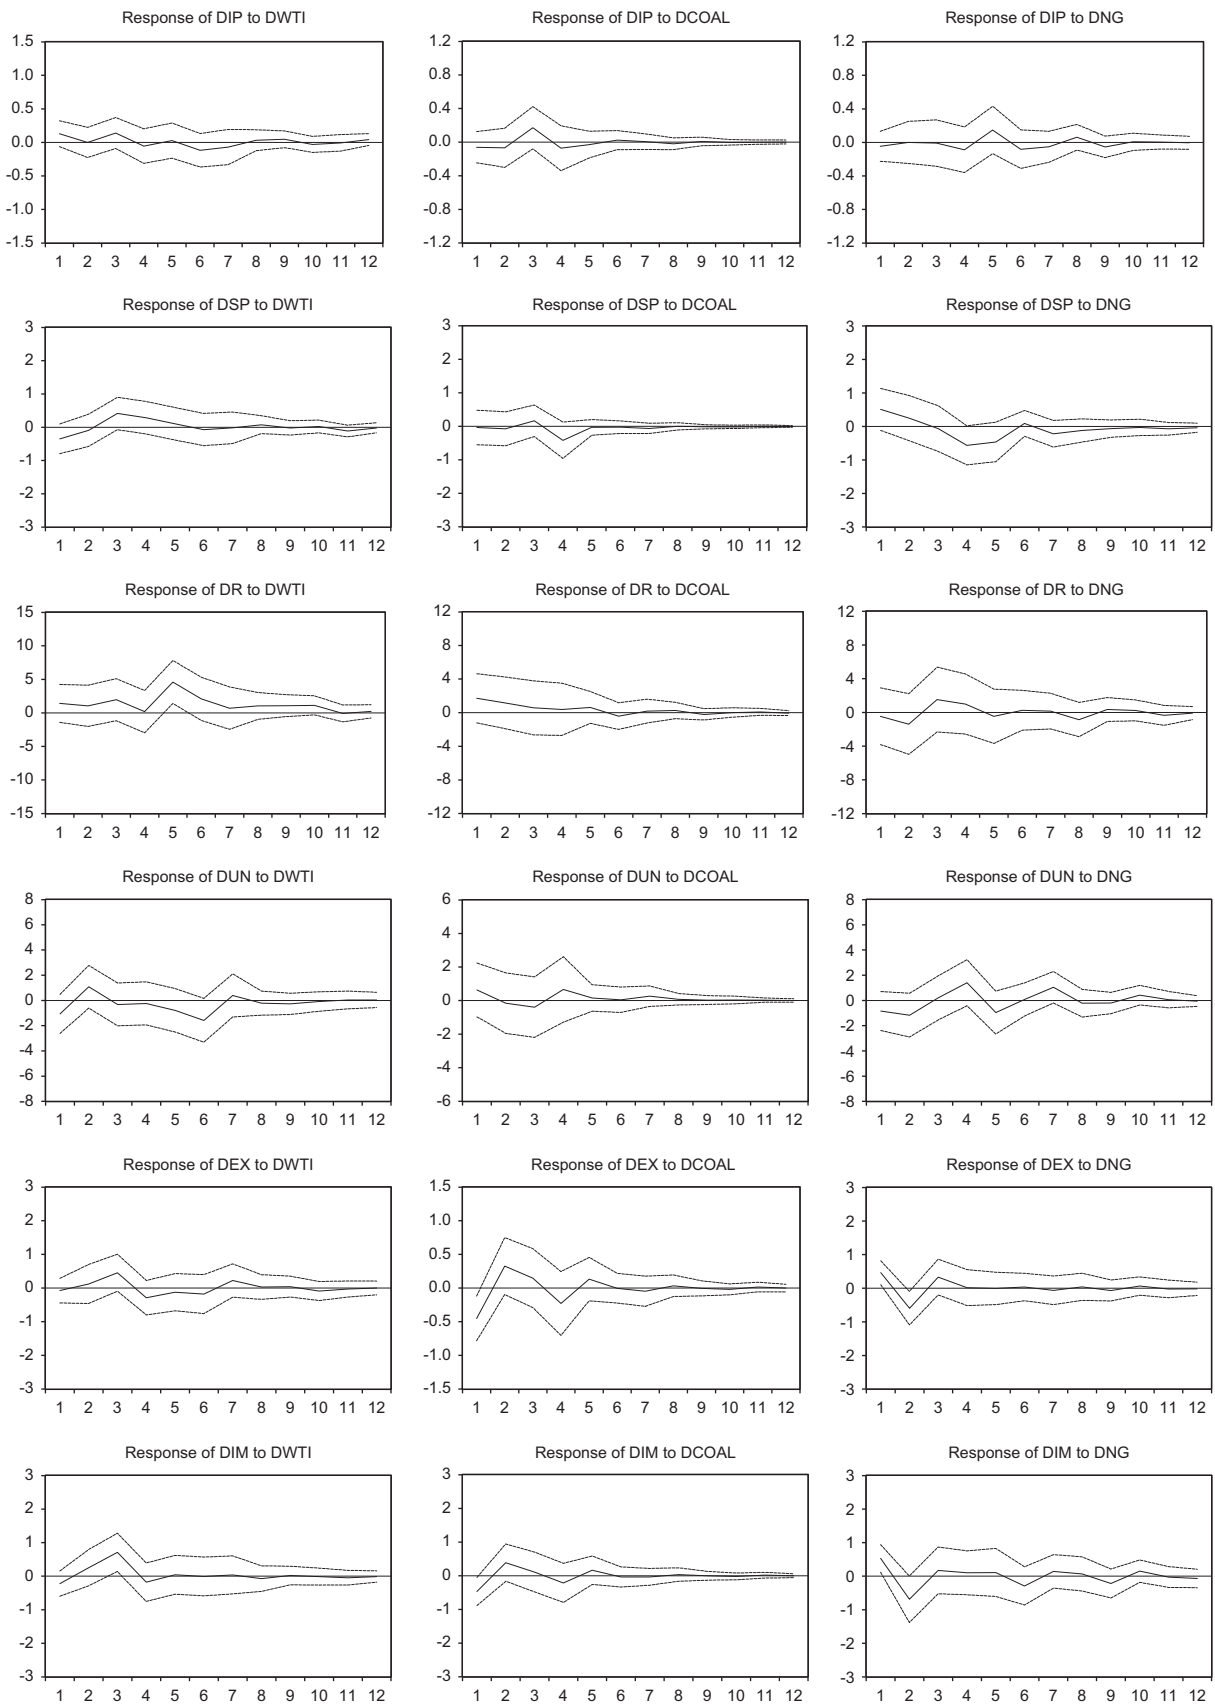 Response of DIP to DWTI Response of DIP to DCOAL Response of DIP to DNG
1.5 1.2 1.2
1.0 0.8 0.8
0.5 0.4 0.4
0.0 0.0 0.0
-0.5 -0.4 -0.4
-1.0 -0.8 -0.8
-1.5 -1.2 -1.2
1 2 3 4 5 6 7 8 9 10 11 12 1 2 3 4 5 6 7 8 9 10 11 12 1 2 3 4 5 6 7 8 9 10 11 12
Response of DSP to DWTI Response of DSP to DCOAL Response of DSP to DNG
3 3 3
2 2 2
1 1 1
0 0 0
-1 -1 -1
-2 -2 -2
-3 -3 -3
1 2 3 4 5 6 7 8 9 10 11 12 1 2 3 4 5 6 7 8 9 10 11 12 1 2 3 4 5 6 7 8 9 10 11 12
Response of DR to DWTI Response of DR to DCOAL Response of DR to DNG
15 12 12
10 8 8
5 4 4
0 0 0
-5 -4 -4
-10 -8 -8
-15 -12 -12
1 2 3 4 5 6 7 8 9 10 11 12 1 2 3 4 5 6 7 8 9 10 11 12 1 2 3 4 5 6 7 8 9 10 11 12
Response of DUN to DWTI Response of DUN to DCOAL Response of DUN to DNG
8 6 8
6 4 6
4 2 4
2 0 2
0 -2 0
-2 -4 -2
-4 -6 -4
-6 -6
-8 -8
1 2 3 4 5 6 7 8 9 10 11 12 1 2 3 4 5 6 7 8 9 10 11 12 1 2 3 4 5 6 7 8 9 10 11 12
Response of DEX to DWTI Response of DEX to DCOAL Response of DEX to DNG
3 1.5 3
2 1.0 2
1 0.5 1
0 0.0 0
-1 -0.5 -1
-2 -1.0 -2
-3 -1.5 -3
1 2 3 4 5 6 7 8 9 10 11 12 1 2 3 4 5 6 7 8 9 10 11 12 1 2 3 4 5 6 7 8 9 10 11 12
Response of DIM to DWTI Response of DIM to DCOAL Response of DIM to DNG
3 3 3
2 2 2
1 1 1
0 0 0
-1 -1 -1
-2 -2 -2
-3 -3 -3
1 2 3 4 5 6 7 8 9 10 11 12 1 2 3 4 5 6 7 8 9 10 11 12 1 2 3 4 5 6 7 8 9 10 11 12